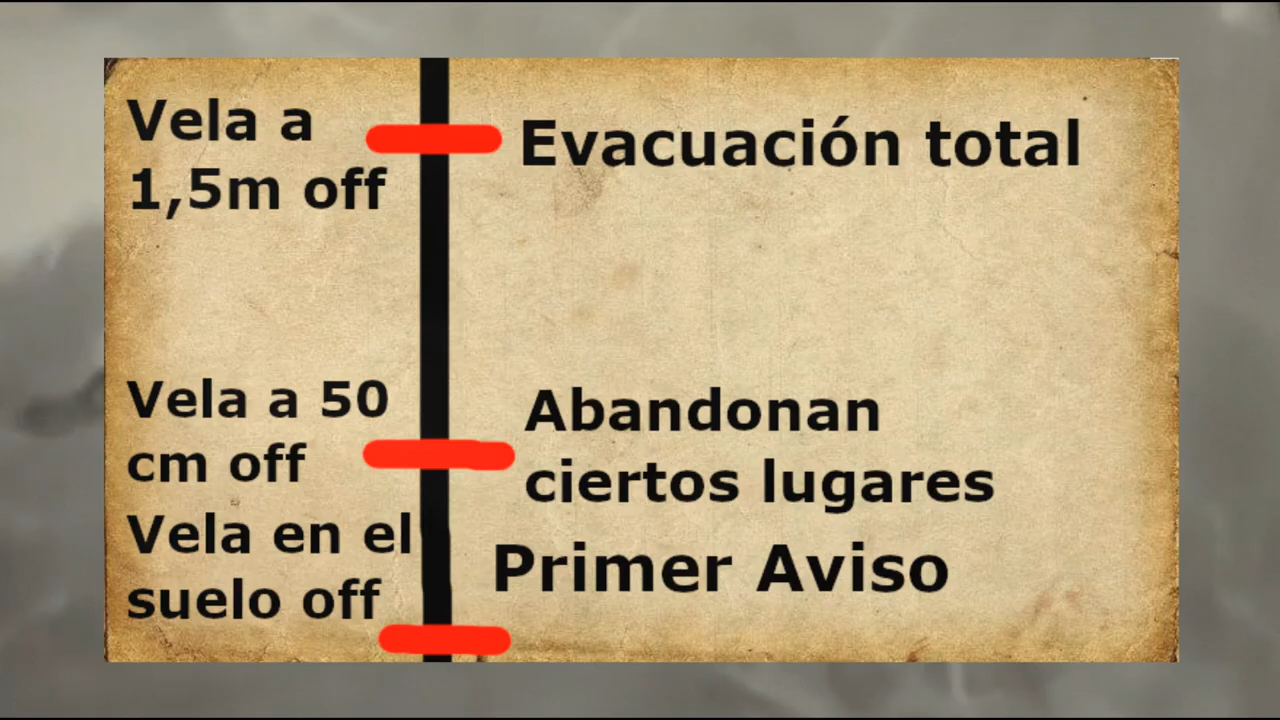 Vela a
1,5m off
Evacuación total
Vela a 50
cm off
Abandonan
ciertos lugares
Vela en el
suelo off
Primer Aviso